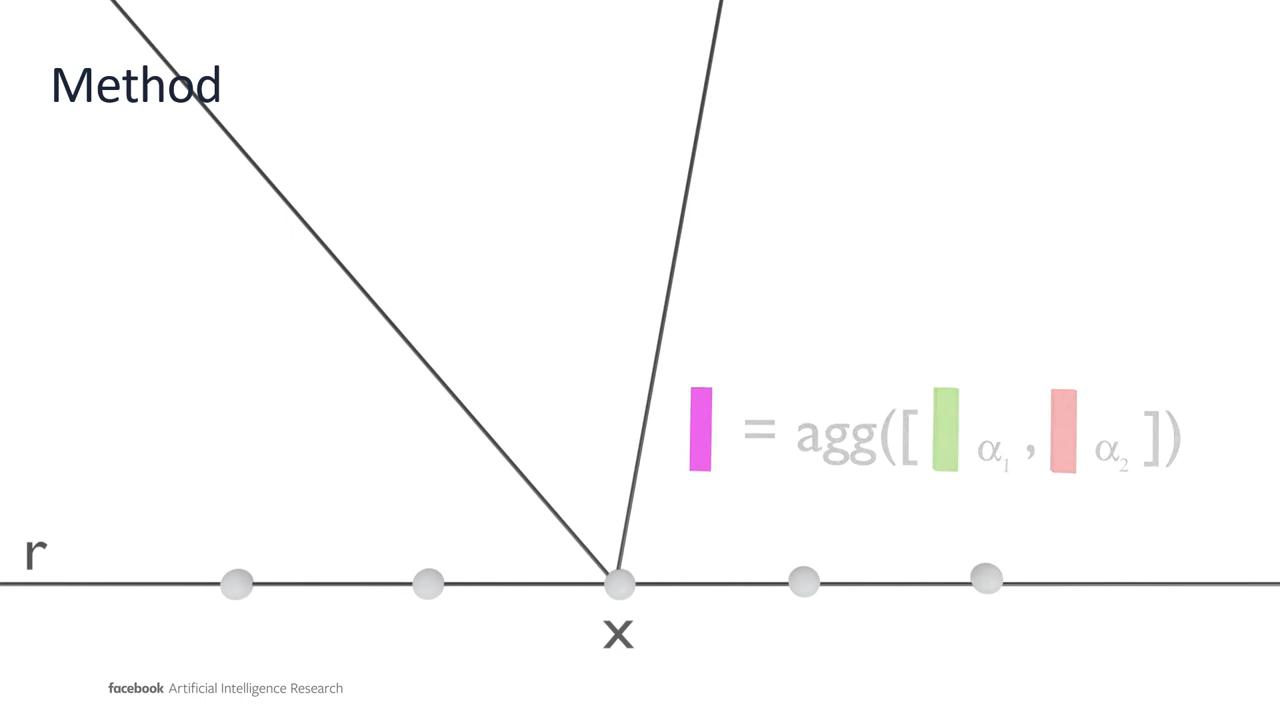 Method
= agg([ α₁ , α₂ ])
r
x
facebook Artificial Intelligence Research